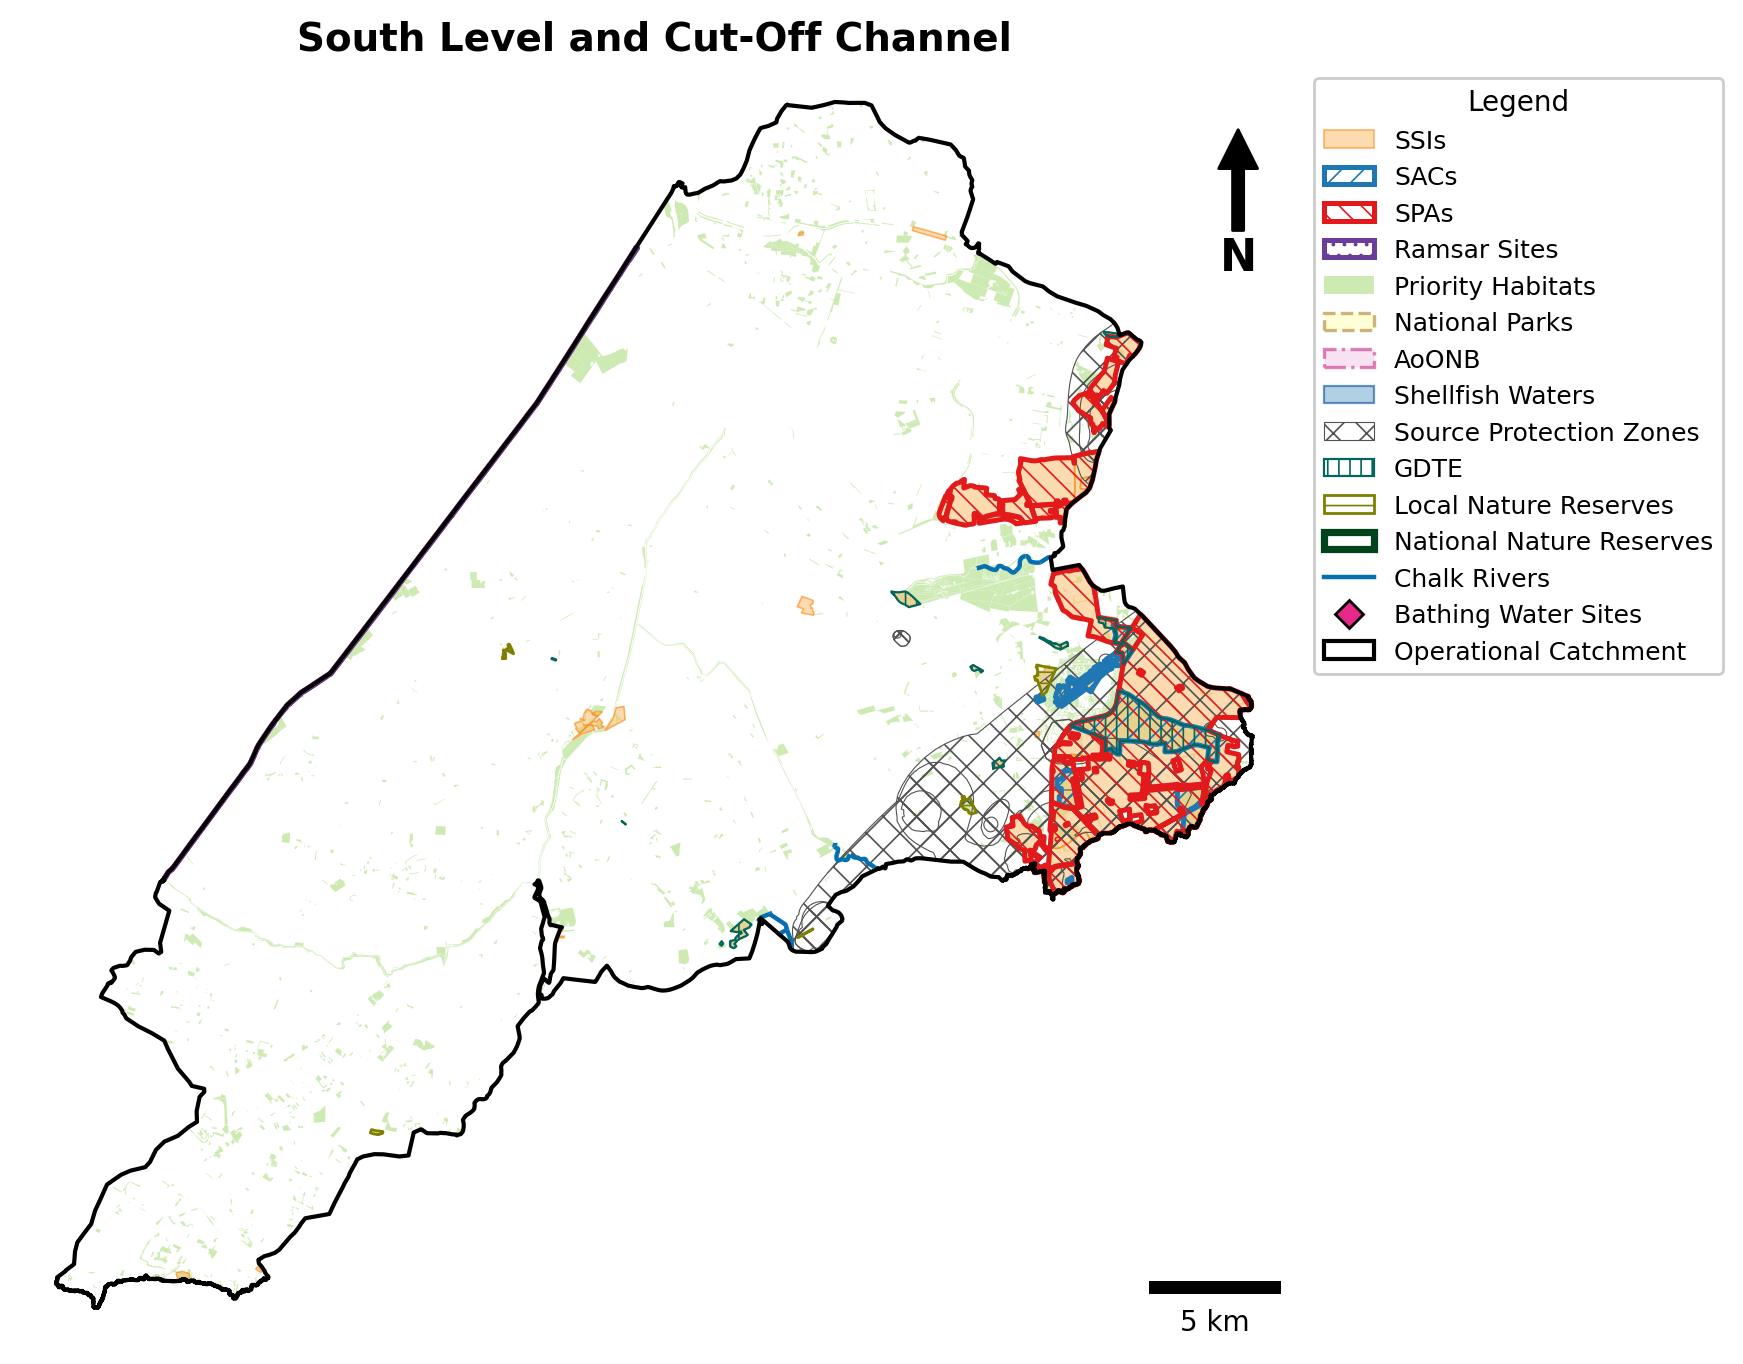 South Level and Cut-Off Channel
N
Legend
SSIs
SACs
SPAs
Ramsar Sites
Priority Habitats
National Parks
AoONB
Shellfish Waters
Source Protection Zones
GDTE
Local Nature Reserves
National Nature Reserves
Chalk Rivers
Bathing Water Sites
Operational Catchment
5 km